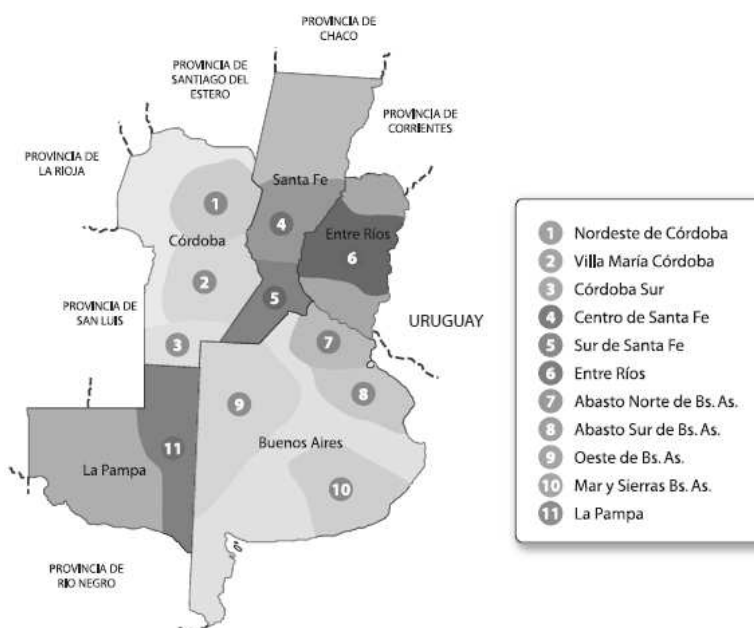 PROVINCIA DE
CHACO
PROVINCIA DE
SANTIAGO DEL
ESTERO
PROVINCIA DE
CORRIENTES
PROVINCIA DE
LA RIOJA
Santa Fe
1
4
Entre Ríos
Córdoba
6
2
5
PROVINCIA DE
SAN LUIS
URUGUAY
3
7
9
8
Buenos Aires
11
La Pampa
10
PROVINCIA DE
RIO NEGRO
1 Nordeste de Córdoba
2 Villa María Córdoba
3 Córdoba Sur
4 Centro de Santa Fe
5 Sur de Santa Fe
6 Entre Ríos
7 Abasto Norte de Bs. As.
8 Abasto Sur de Bs. As.
9 Oeste de Bs. As.
10 Mar y Sierras Bs. As.
11 La Pampa